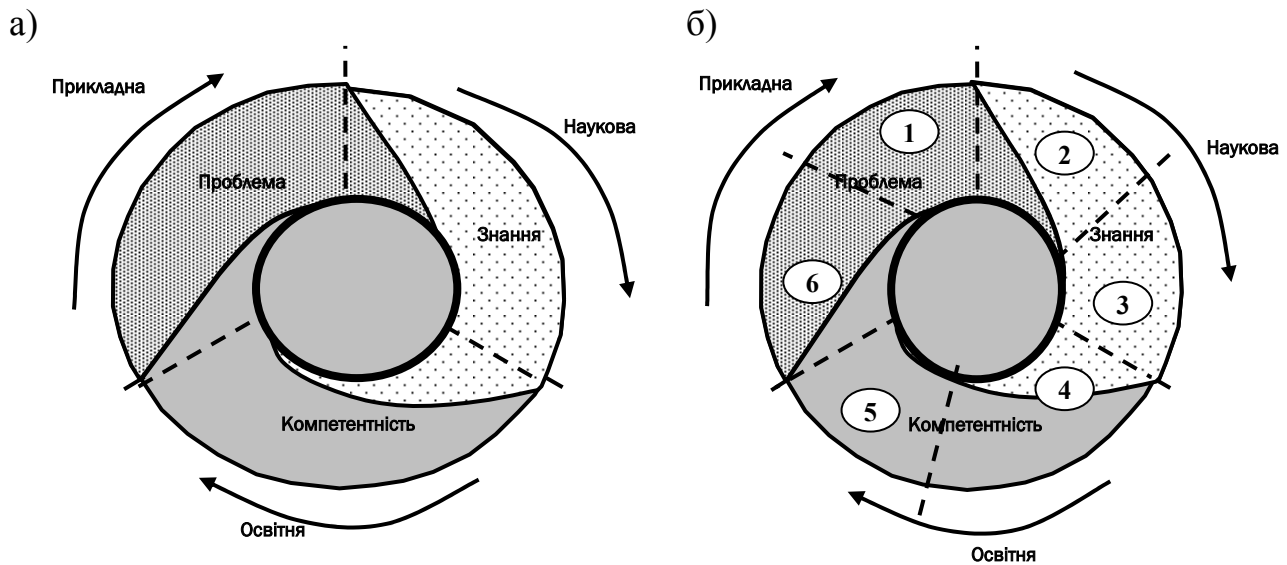 а)
Прикладна
Наукова
Проблема
Знання
Компетентність
Освітня
б)
Прикладна
Наукова
1
2
Проблема
Знання
6
3
4
5
Компетентність
Освітня